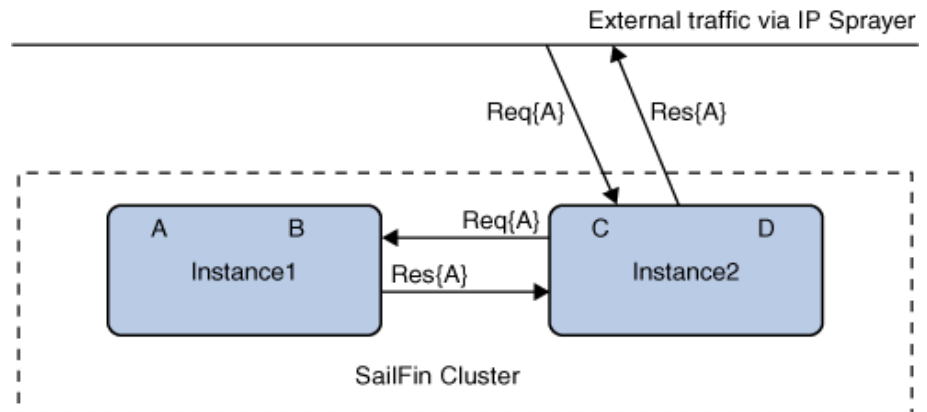 External traffic via IP Sprayer
Req{A}
Res{A}
A
B
Req{A}
C
D
Instance1
Res{A}
Instance2
SailFin Cluster